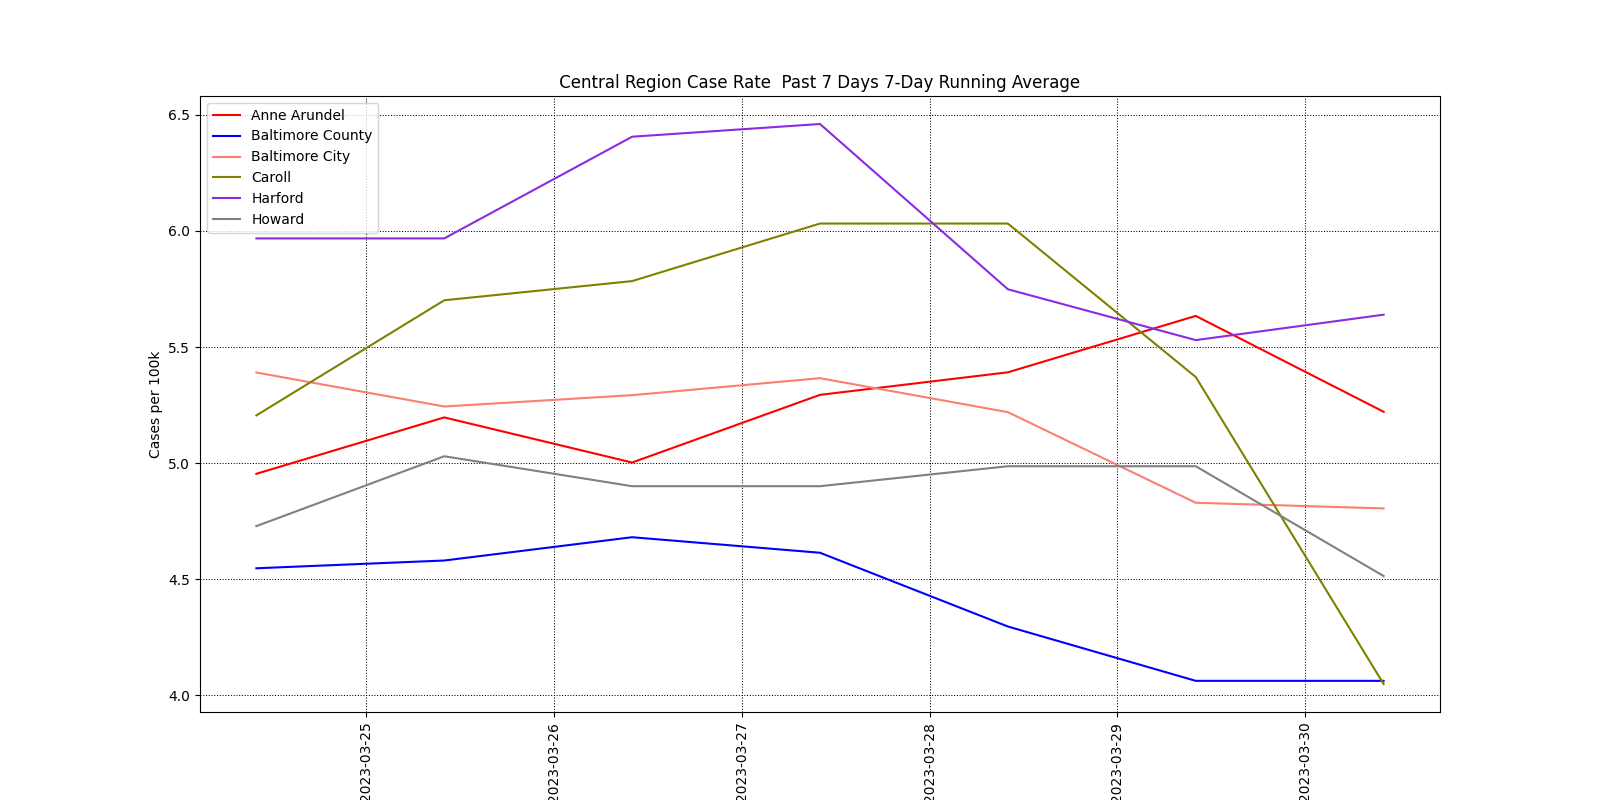 Central Region Case Rate  Past 7 Days 7-Day Running Average
Cases per 100k
6.5
6.0
5.5
5.0
4.5
4.0
Anne Arundel
Baltimore County
Baltimore City
Caroll
Harford
Howard
2023-03-25
2023-03-26
2023-03-27
2023-03-28
2023-03-29
2023-03-30